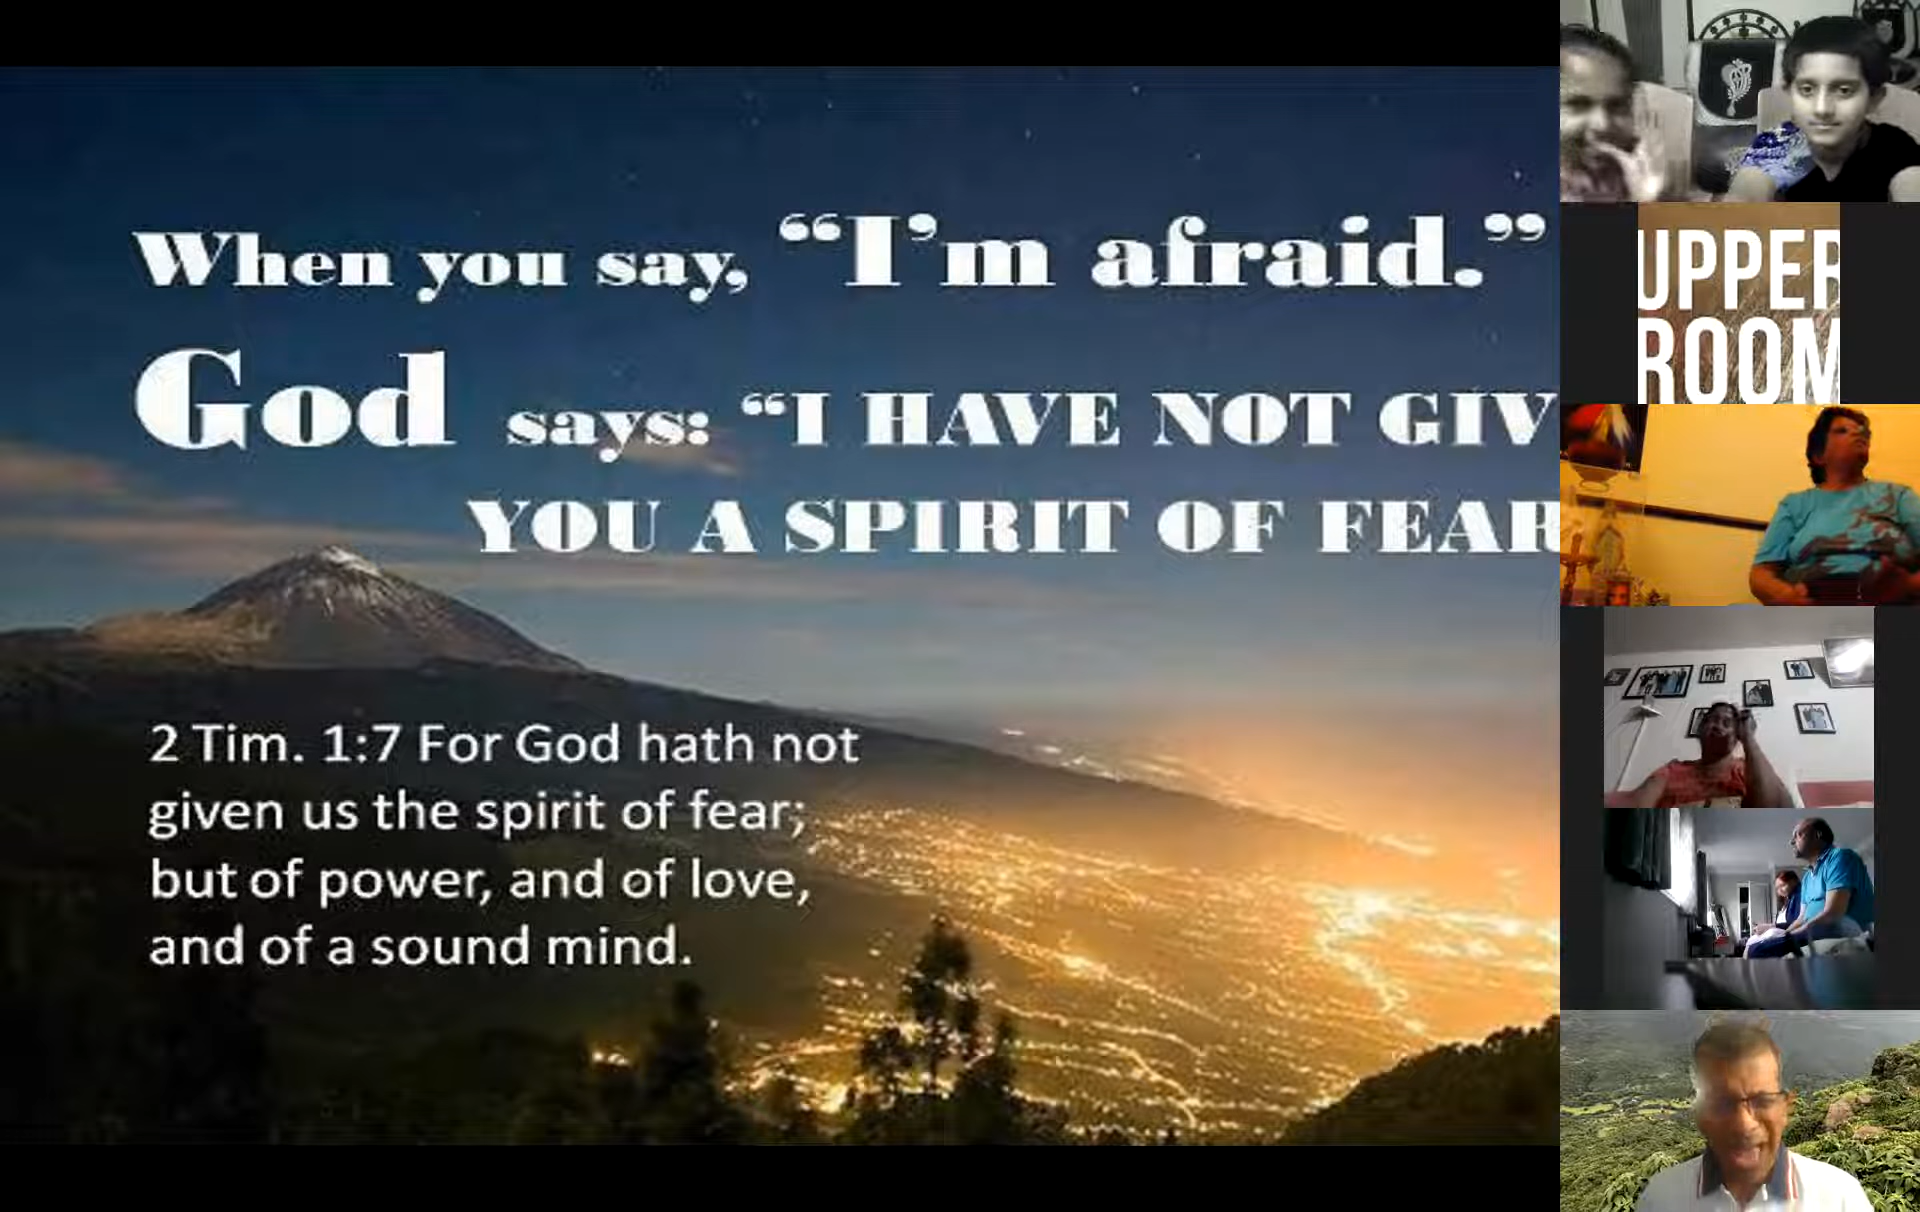 When you say, “I’m afraid.”
God says: “I HAVE NOT GIV
YOU A SPIRIT OF FEAR
2 Tim. 1:7 For God hath not
given us the spirit of fear;
but of power, and of love,
and of a sound mind.
UPPER
ROOM